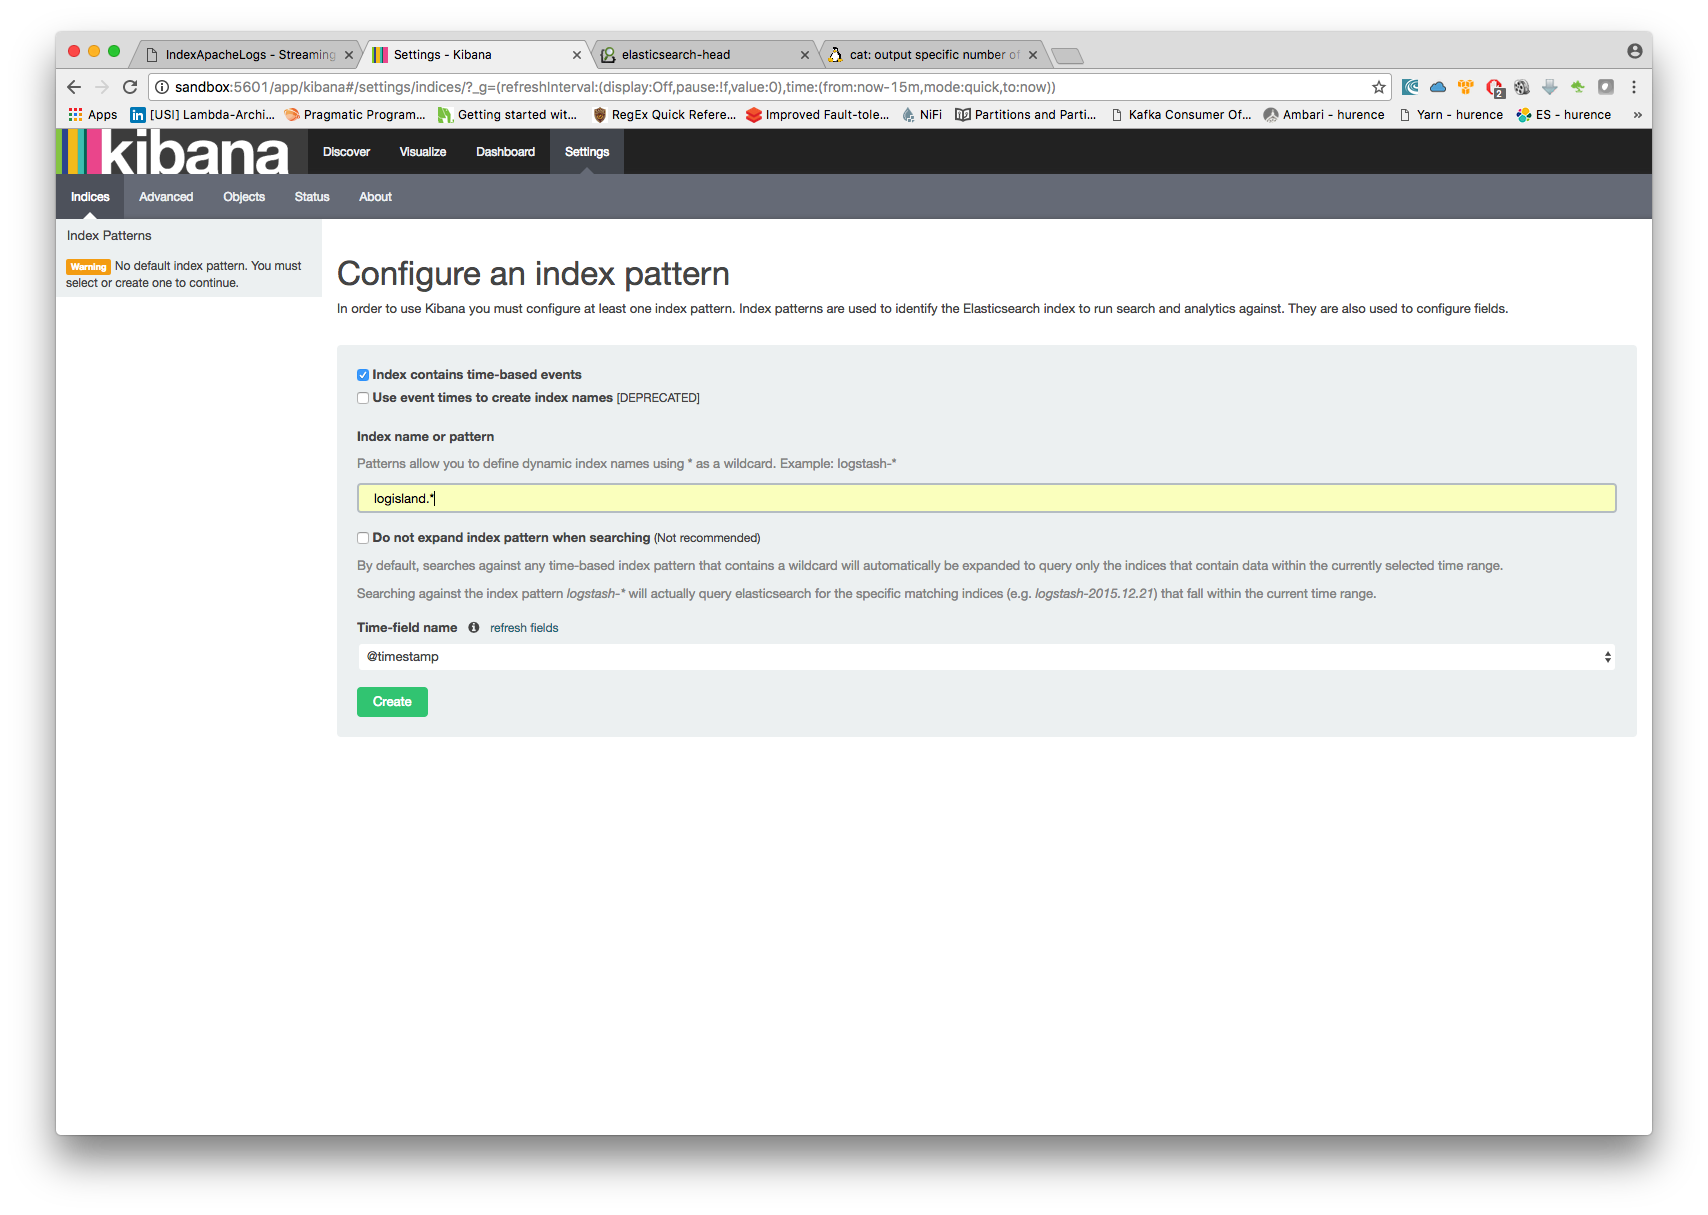 IndexApacheLogs - Streaming
Settings - Kibana
elasticsearch-head
cat: output specific number of
sandbox:5601/app/kibana#/settings/indices/?_g=(refreshInterval:(display:Off,pause:!f,value:0),time:(from:now-15m,mode:quick,to:now))
2
Apps
[USI] Lambda-Archi...
Pragmatic Program...
Getting started wit...
RegEx Quick Refere...
Improved Fault-tole...
NiFi
Partitions and Parti...
Kafka Consumer Of...
Ambari - hurence
Yarn - hurence
ES - hurence
»
kibana
Discover
Visualize
Dashboard
Settings
Indices
Advanced
Objects
Status
About
Index Patterns
Warning No default index pattern. You must
select or create one to continue.
Configure an index pattern
In order to use Kibana you must configure at least one index pattern. Index patterns are used to identify the Elasticsearch index to run search and analytics against. They are also used to configure fields.
Index contains time-based events
Use event times to create index names [DEPRECATED]
Index name or pattern
Patterns allow you to define dynamic index names using * as a wildcard. Example: logstash-*
logisland.*
Do not expand index pattern when searching (Not recommended)
By default, searches against any time-based index pattern that contains a wildcard will automatically be expanded to query only the indices that contain data within the currently selected time range.
Searching against the index pattern logstash-* will actually query elasticsearch for the specific matching indices (e.g. logstash-2015.12.21) that fall within the current time range.
Time-field name refresh fields
@timestamp
Create